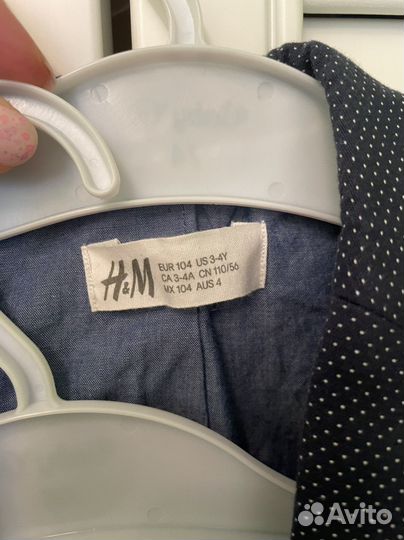 H&M
EUR 104 US 3-4Y
CA 3-4A CN 110/56
MX 104 AUS 4
Avito